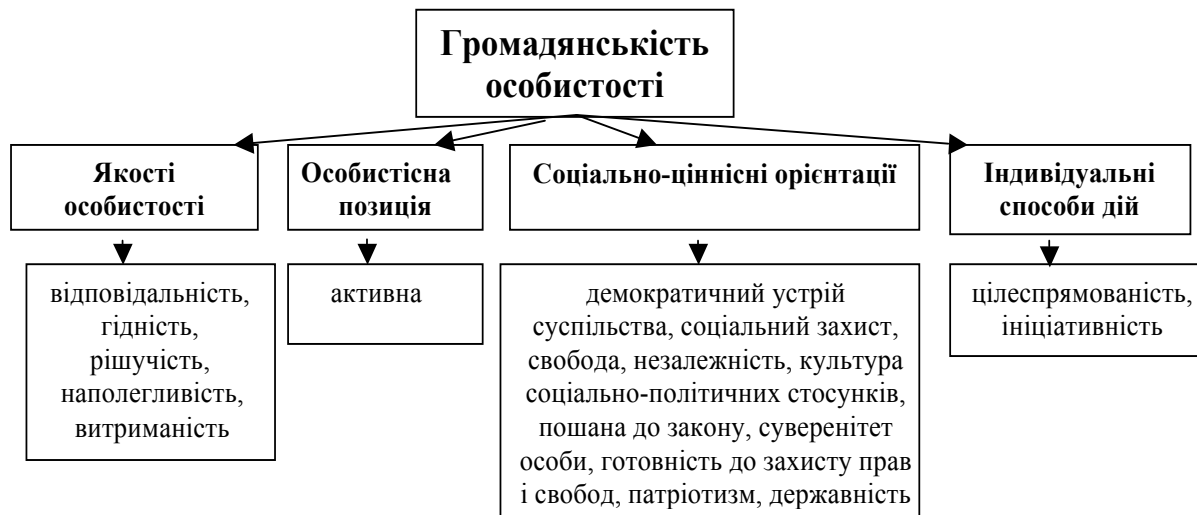 Громадянськість
особистості
Якості
особистості
Особистісна
позиція
Соціально-ціннісні орієнтації
Індивідуальні
способи дій
відповідальність,
гідність,
рішучість,
наполегливість,
витриманість
активна
демократичний устрій
суспільства, соціальний захист,
свобода, незалежність, культура
соціально-політичних стосунків,
пошана до закону, суверенітет
особи, готовність до захисту прав
і свобод, патріотизм, державність
цілеспрямованість,
ініціативність